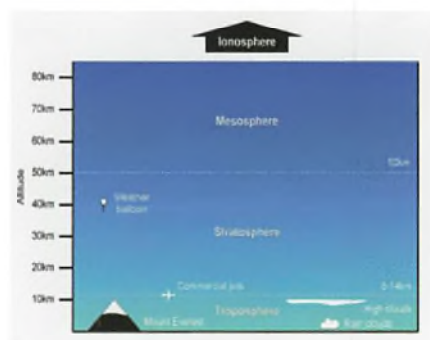 Ionosphere
80km
70km
60km
50km
40km
30km
20km
10km
Altitude
Mesosphere
50km
Weather
balloon
Stratosphere
Commercial jets
6-14km
Troposphere
High clouds
Mount Everest
Rain clouds